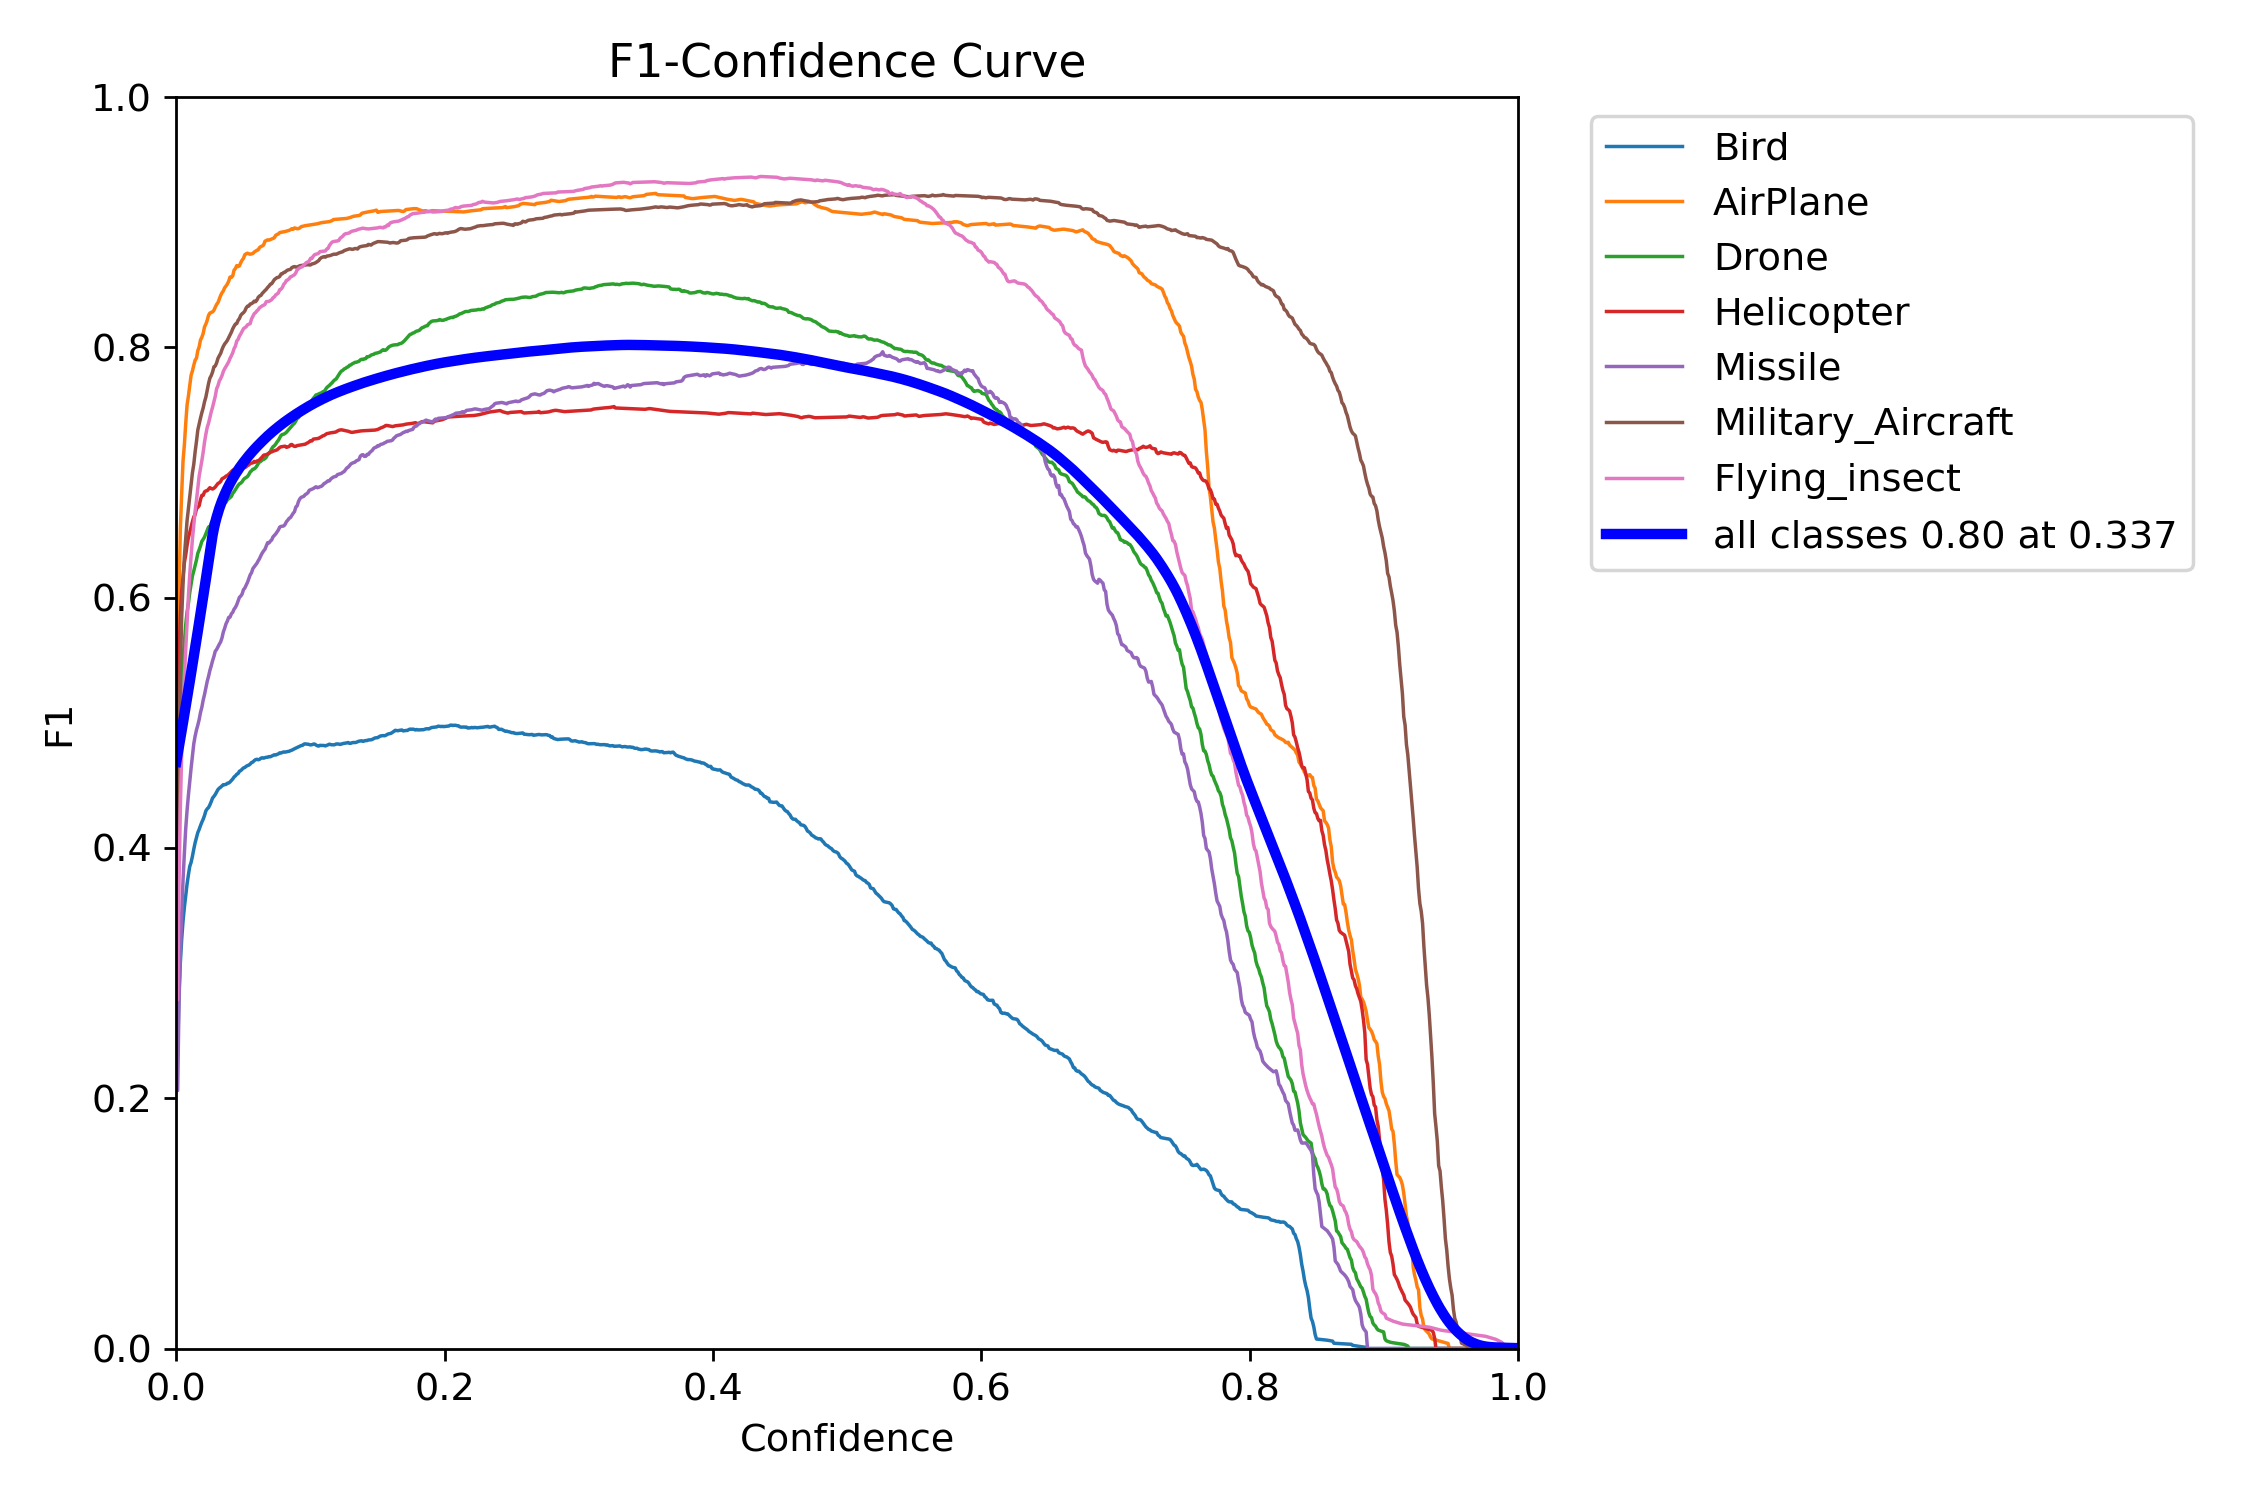 F1-Confidence Curve
1.0
0.8
0.6
0.4
0.2
0.0
F1
0.0 0.2 0.4 0.6 0.8 1.0
Confidence
Bird
AirPlane
Drone
Helicopter
Missile
Military_Aircraft
Flying_insect
all classes 0.80 at 0.337